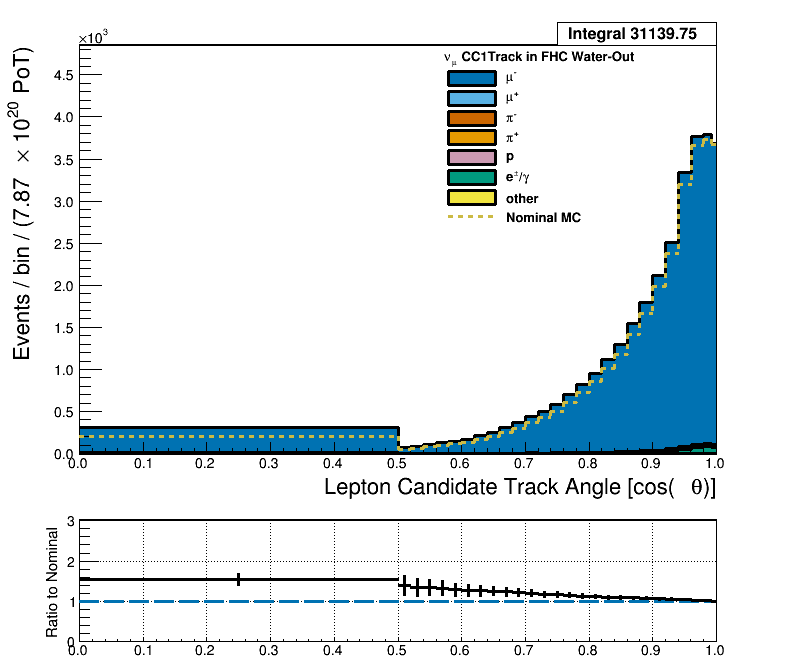 Integral 31139.75
×10³
Events / bin / (7.87 × 10²⁰ PoT)
4.5
4.0
3.5
3.0
2.5
2.0
1.5
1.0
0.5
0.0
ν_μ CC1Track in FHC Water-Out
μ⁻
μ⁺
π⁻
π⁺
p
e^±/γ
other
Nominal MC
0.0 0.1 0.2 0.3 0.4 0.5 0.6 0.7 0.8 0.9 1.0
Lepton Candidate Track Angle [cos( θ)]
Ratio to Nominal
3
2
1
0
0.0 0.1 0.2 0.3 0.4 0.5 0.6 0.7 0.8 0.9 1.0